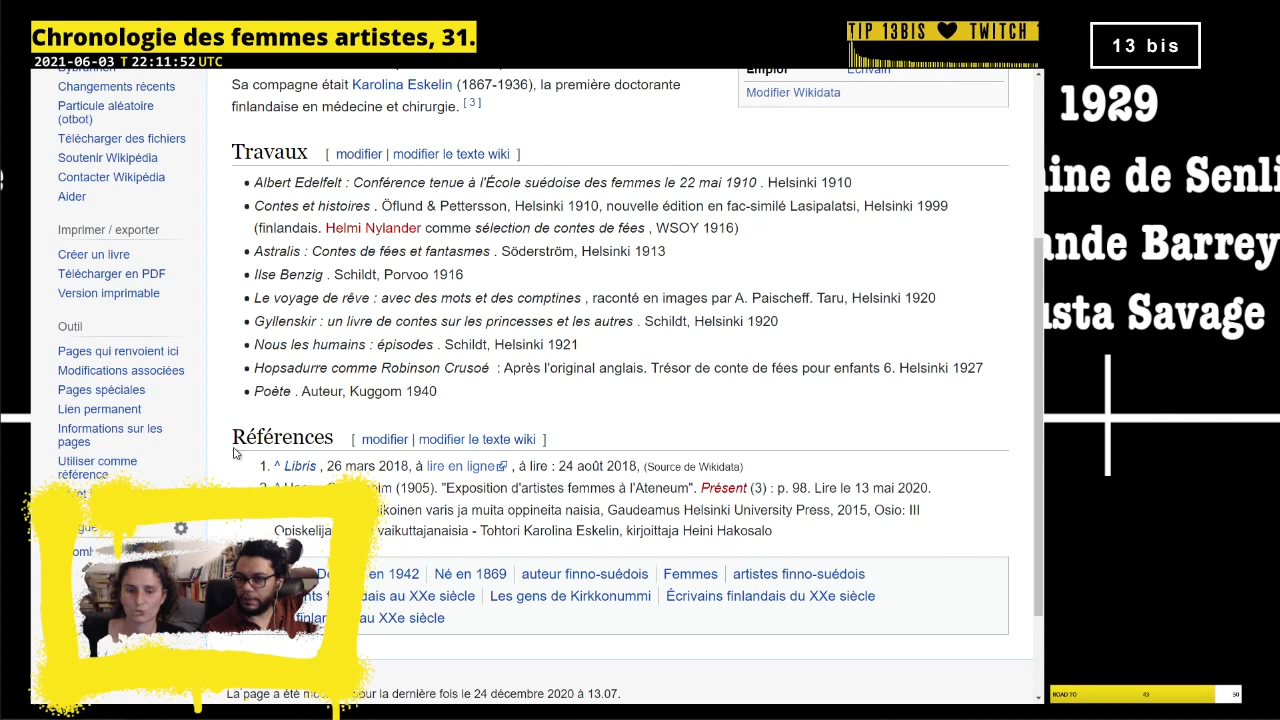 Chronologie des femmes artistes, 31.
2021-06-03 T 22:11:52 UTC
TIP 13BIS ♥ TWITCH
13 bis
Changements récents
Particule aléatoire
(otbot)
Télécharger des fichiers
Soutenir Wikipédia
Contacter Wikipédia
Aider
Imprimer / exporter
Créer un livre
Télécharger en PDF
Version imprimable
Outil
Pages qui renvoient ici
Modifications associées
Pages spéciales
Lien permanent
Informations sur les
pages
Utiliser comme
référence
Sa compagne était Karolina Eskelin (1867-1936), la première doctorante
finlandaise en médecine et chirurgie. [ 3 ]
Emploi Écrivain
Modifier Wikidata
Travaux [ modifier | modifier le texte wiki ]
• Albert Edelfelt : Conférence tenue à l'École suédoise des femmes le 22 mai 1910 . Helsinki 1910
• Contes et histoires . Öflund & Pettersson, Helsinki 1910, nouvelle édition en fac-similé Lasipalatsi, Helsinki 1999
(finlandais. Helmi Nylander comme sélection de contes de fées , WSOY 1916)
• Astralis : Contes de fées et fantasmes . Söderström, Helsinki 1913
• Ilse Benzig . Schildt, Porvoo 1916
• Le voyage de rêve : avec des mots et des comptines , raconté en images par A. Paischeff. Taru, Helsinki 1920
• Gyllenskir : un livre de contes sur les princesses et les autres . Schildt, Helsinki 1920
• Nous les humains : épisodes . Schildt, Helsinki 1921
• Hopsadurre comme Robinson Crusoé : Après l'original anglais. Trésor de conte de fées pour enfants 6. Helsinki 1927
• Poète . Auteur, Kuggom 1940
Références [ modifier | modifier le texte wiki ]
1. ^ Libris , 26 mars 2018, à lire en ligne , à lire : 24 août 2018, (Source de Wikidata)
(1905). "Exposition d'artistes femmes à l'Ateneum". Présent (3) : p. 98. Lire le 13 mai 2020.
varis ja muita oppineita naisia, Gaudeamus Helsinki University Press, 2015, Osio: III
vaikuttajanaisia - Tohtori Karolina Eskelin, kirjoittaja Heini Hakosalo
en 1942 | Né en 1869 | auteur finno-suédois | Femmes | artistes finno-suédois
au XXe siècle | Les gens de Kirkkonummi | Écrivains finlandais du XXe siècle
au XXe siècle
La page a été pour la dernière fois le 24 décembre 2020 à 13.07.
1929
de Senli
Barrey
Savage
ROAD TO 43 50